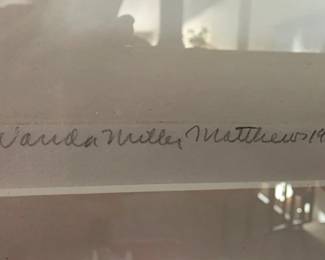 Wanda Miller Matthews 19